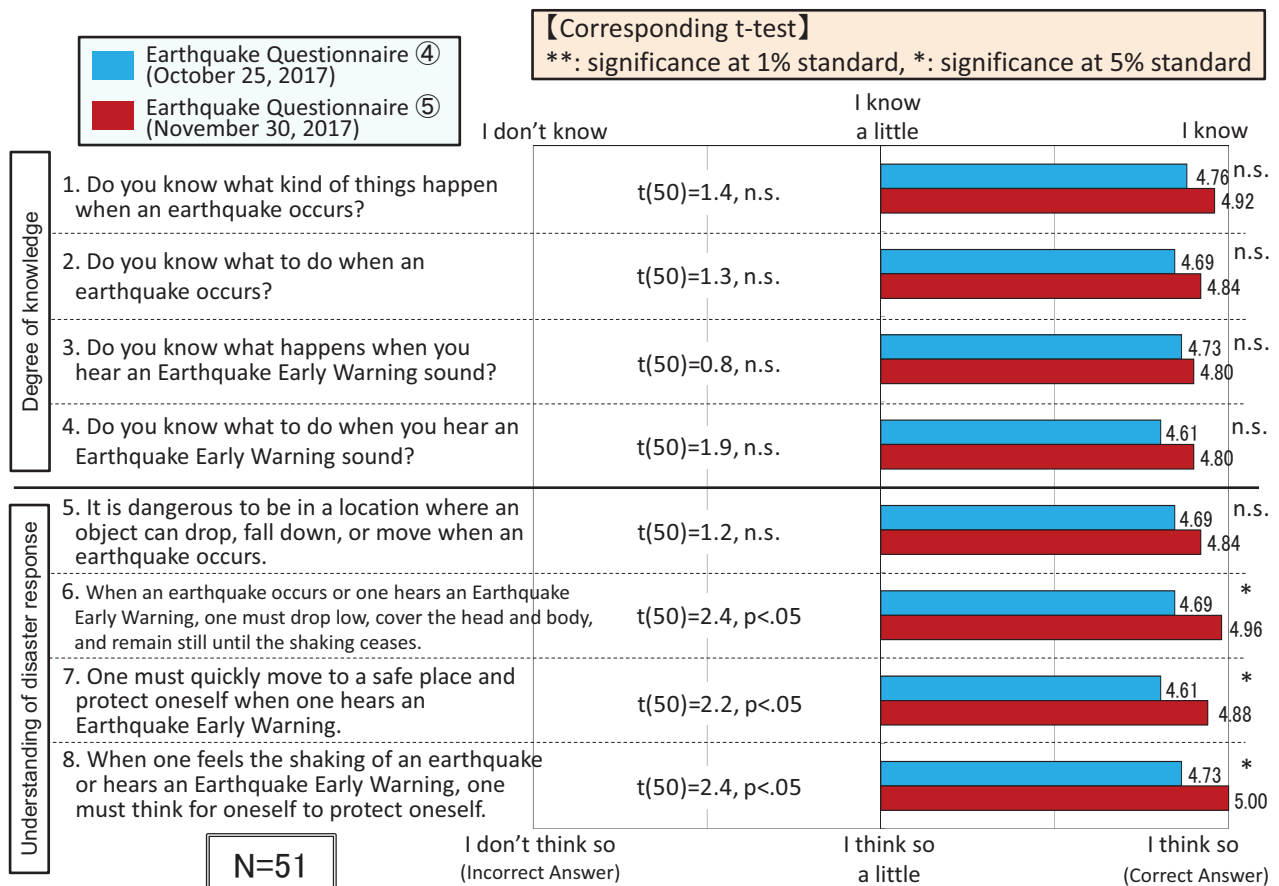 【Corresponding t-test】
**: significance at 1% standard, *: significance at 5% standard
Earthquake Questionnaire ④
(October 25, 2017)
Earthquake Questionnaire ⑤
(November 30, 2017)
I don't know
I know
a little
I know
Degree of knowledge
1. Do you know what kind of things happen
when an earthquake occurs?
t(50)=1.4, n.s.
4.76
n.s.
4.92
2. Do you know what to do when an
earthquake occurs?
t(50)=1.3, n.s.
4.69
n.s.
4.84
3. Do you know what happens when you
hear an Earthquake Early Warning sound?
t(50)=0.8, n.s.
4.73
n.s.
4.80
4. Do you know what to do when you hear an
Earthquake Early Warning sound?
t(50)=1.9, n.s.
4.61
n.s.
4.80
Understanding of disaster response
5. It is dangerous to be in a location where an
object can drop, fall down, or move when an
earthquake occurs.
t(50)=1.2, n.s.
4.69
n.s.
4.84
6. When an earthquake occurs or one hears an Earthquake
Early Warning, one must drop low, cover the head and body,
and remain still until the shaking ceases.
t(50)=2.4, p<.05
4.69
*
4.96
7. One must quickly move to a safe place and
protect oneself when one hears an
Earthquake Early Warning.
t(50)=2.2, p<.05
4.61
*
4.88
8. When one feels the shaking of an earthquake
or hears an Earthquake Early Warning, one
must think for oneself to protect oneself.
t(50)=2.4, p<.05
4.73
*
5.00
N=51
I don't think so
(Incorrect Answer)
I think so
a little
I think so
(Correct Answer)